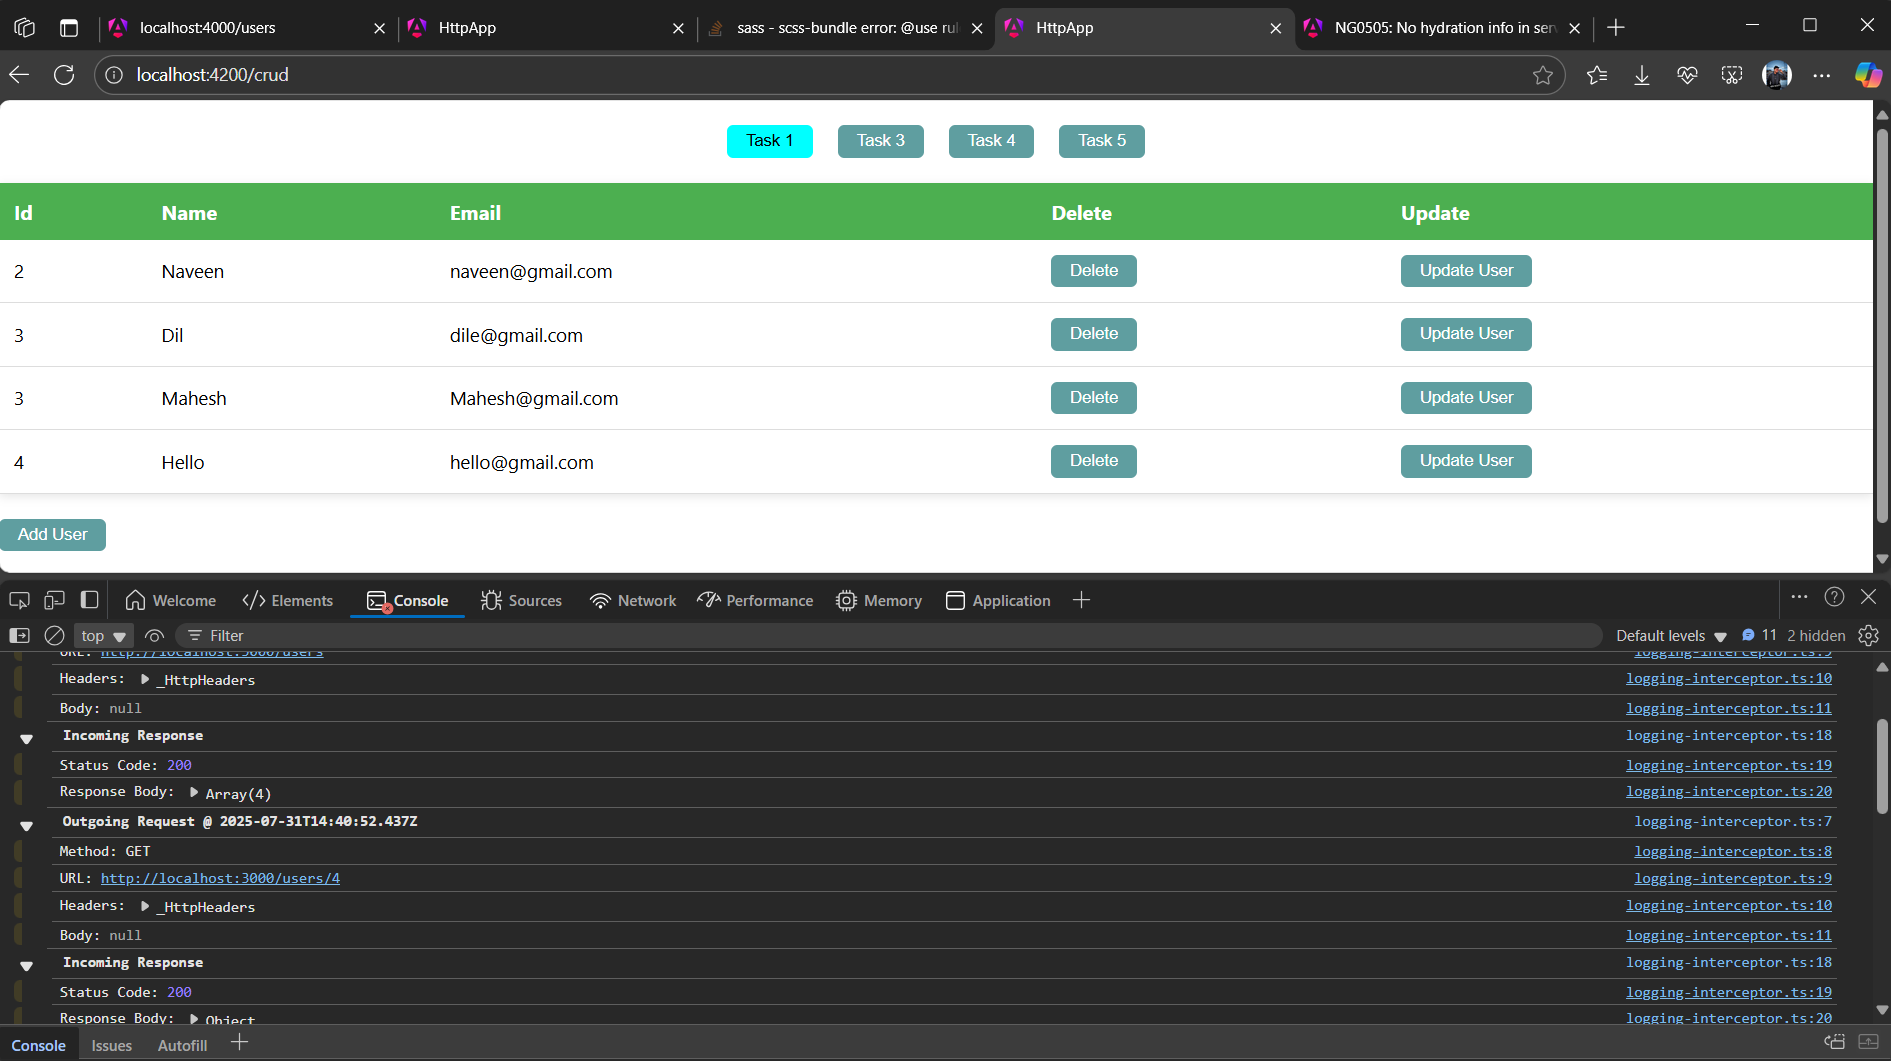 localhost:4000/users
HttpApp
sass - scss-bundle error: @use rul
HttpApp
NG0505: No hydration info in serv
localhost:4200/crud
Task 1 Task 3 Task 4 Task 5
Id Name Email Delete Update
2 Naveen naveen@gmail.com Delete Update User
3 Dil dile@gmail.com Delete Update User
3 Mahesh Mahesh@gmail.com Delete Update User
4 Hello hello@gmail.com Delete Update User
Add User
Welcome Elements Console Sources Network Performance Memory Application
top Filter Default levels 11 2 hidden
URL: http://localhost:3000/users logging-interceptor.ts:9
Headers: _HttpHeaders logging-interceptor.ts:10
Body: null logging-interceptor.ts:11
Incoming Response logging-interceptor.ts:18
Status Code: 200 logging-interceptor.ts:19
Response Body: Array(4) logging-interceptor.ts:20
Outgoing Request @ 2025-07-31T14:40:52.437Z logging-interceptor.ts:7
Method: GET logging-interceptor.ts:8
URL: http://localhost:3000/users/4 logging-interceptor.ts:9
Headers: _HttpHeaders logging-interceptor.ts:10
Body: null logging-interceptor.ts:11
Incoming Response logging-interceptor.ts:18
Status Code: 200 logging-interceptor.ts:19
Response Body: Object logging-interceptor.ts:20
Console Issues Autofill